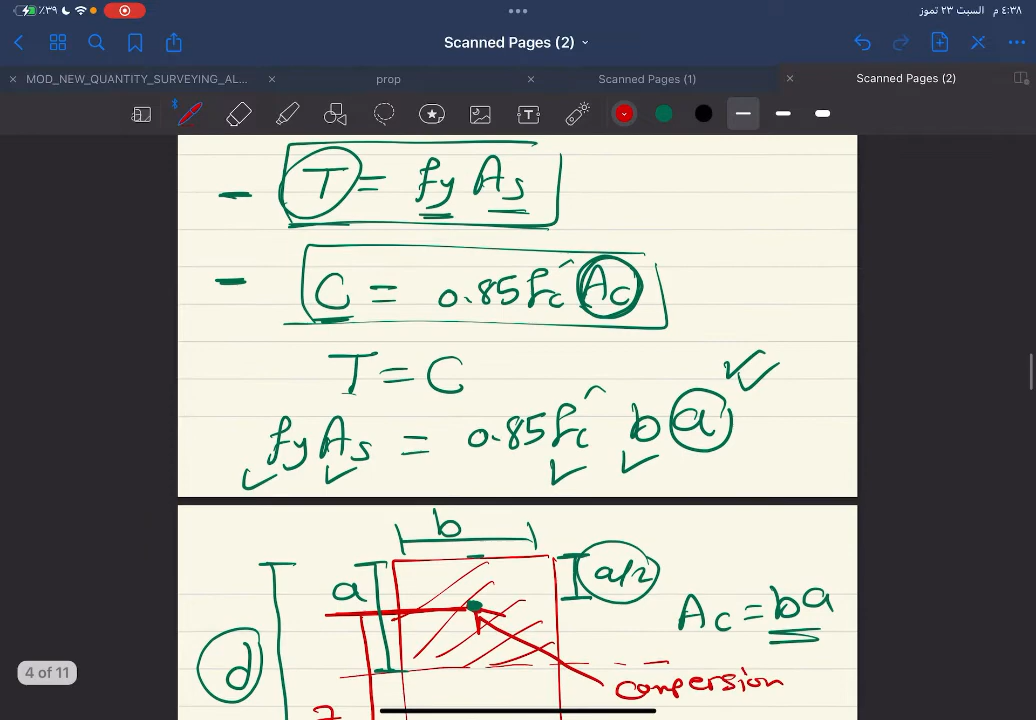 ٪٣٩
٤:٣٨ م السبت ٢٣ تموز
Scanned Pages (2)
MOD_NEW_QUANTITY_SURVEYING_AL...
prop
Scanned Pages (1)
Scanned Pages (2)
- T = fy As
- C = 0.85 fc^ Ac
T = C
fy As = 0.85 fc^ b a
b
a
a/2
Ac = ba
d
compersion
4 of 11